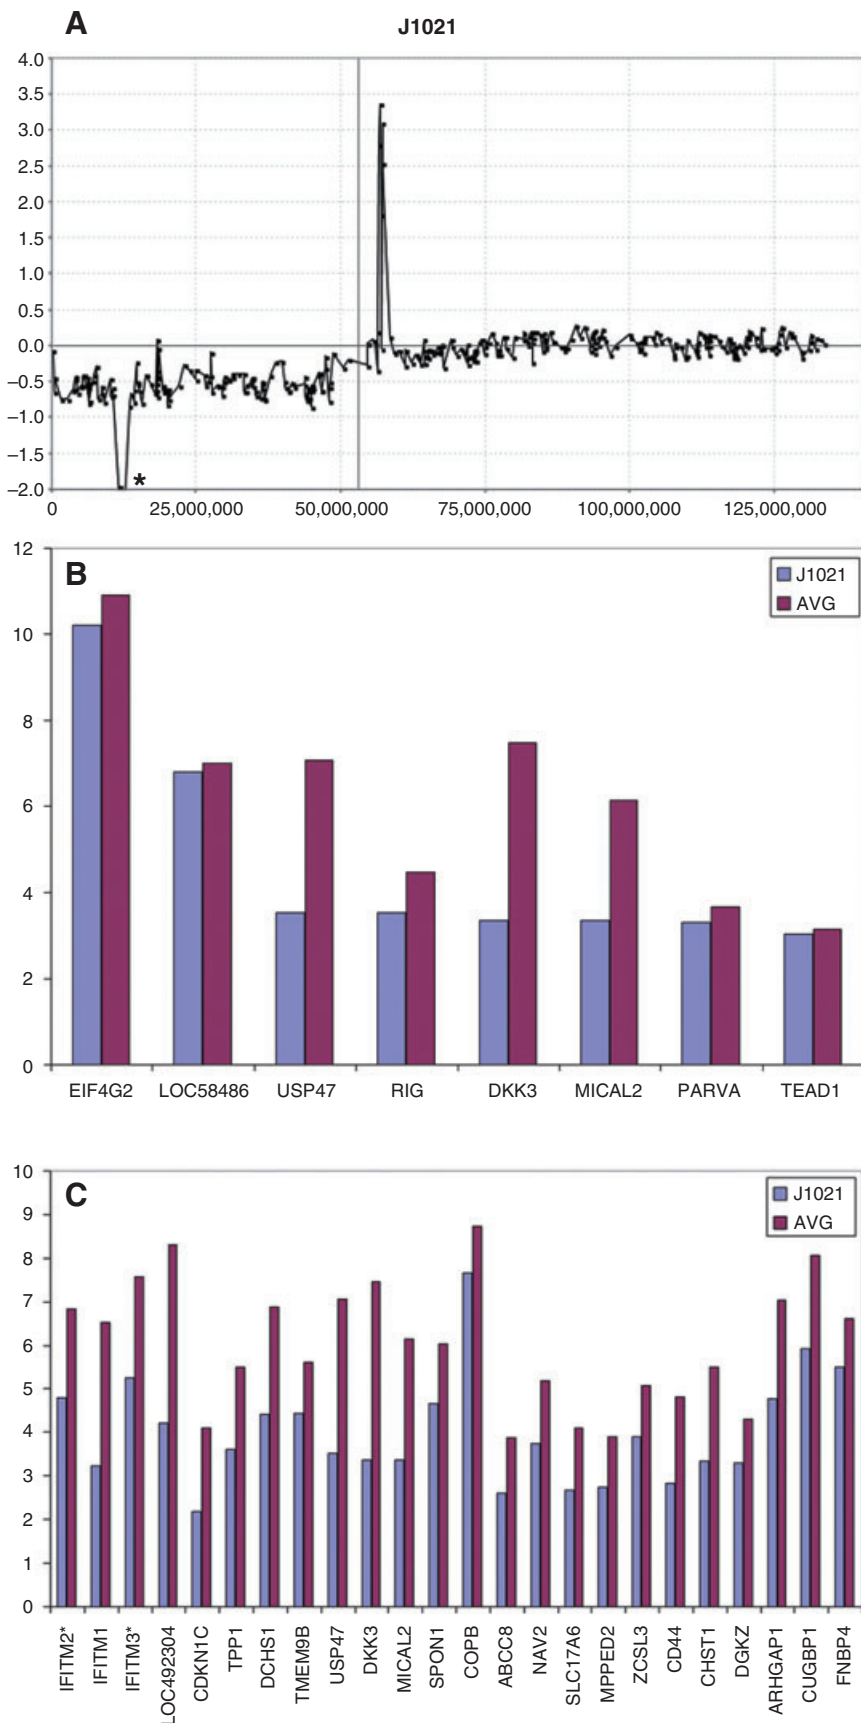 A
J1021
4.0
3.5
3.0
2.5
2.0
1.5
1.0
0.5
0.0
–0.5
–1.0
–1.5
–2.0
*
0 25,000,000 50,000,000 75,000,000 100,000,000 125,000,000
B
J1021
AVG
12
10
8
6
4
2
0
EIF4G2 LOC58486 USP47 RIG DKK3 MICAL2 PARVA TEAD1
C
J1021
AVG
10
9
8
7
6
5
4
3
2
1
0
IFITM2*
IFITM1
IFITM3*
LOC492304
CDKN1C
TPP1
DCHS1
TMEM9B
USP47
DKK3
MICAL2
SPON1
COPB
ABCC8
NAV2
SLC17A6
MPPED2
ZCSL3
CD44
CHST1
DGKZ
ARHGAP1
CUGBP1
FNBP4